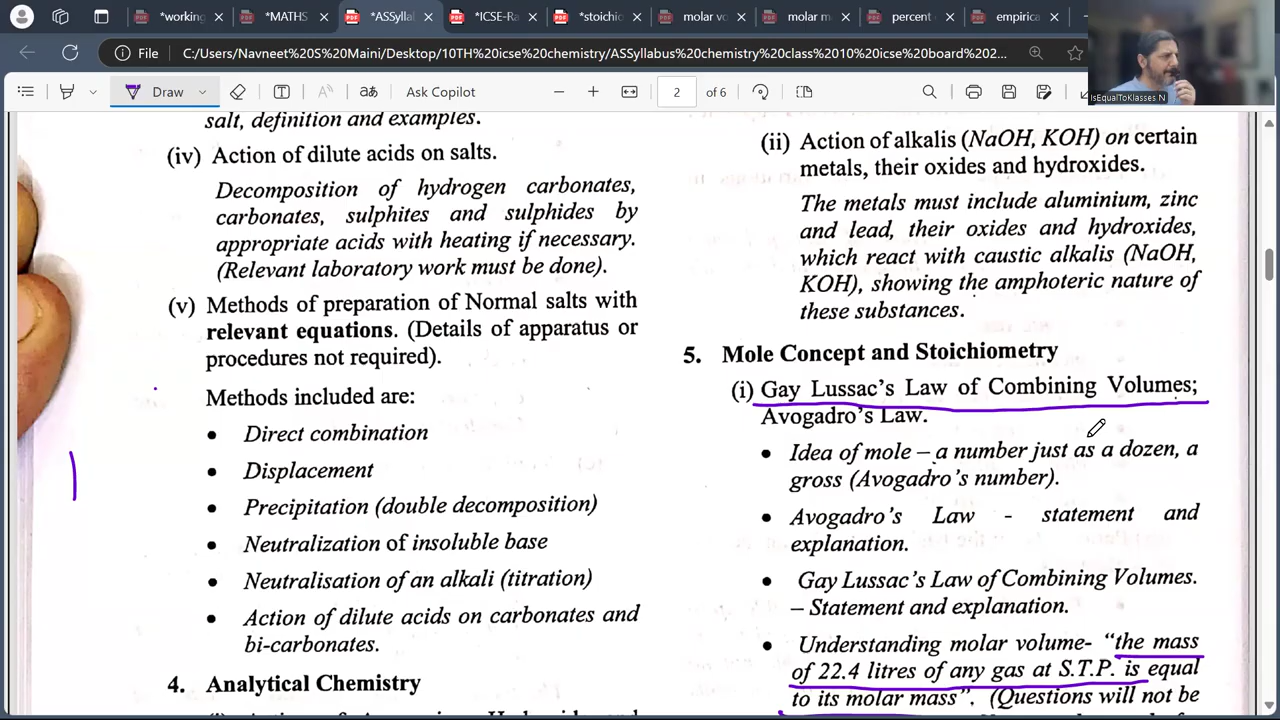 *working
*MATHS
*ASSyllab
*ICSE-Ra
*stoichio
molar vo
molar m
percent
empirica
File
C:/Users/Navneet%20S%20Maini/Desktop/10TH%20icse%20chemistry/ASSyllabus%20chemistry%20class%2010%20icse%20board%202...
Draw
Ask Copilot
2
of 6
IsEqualToKlasses N
salt, definition and examples.
(iv) Action of dilute acids on salts.
Decomposition of hydrogen carbonates,
carbonates, sulphites and sulphides by
appropriate acids with heating if necessary.
(Relevant laboratory work must be done).
(v) Methods of preparation of Normal salts with
relevant equations. (Details of apparatus or
procedures not required).
Methods included are:
• Direct combination
• Displacement
• Precipitation (double decomposition)
• Neutralization of insoluble base
• Neutralisation of an alkali (titration)
• Action of dilute acids on carbonates and
bi-carbonates.
4. Analytical Chemistry
(ii) Action of alkalis (NaOH, KOH) on certain
metals, their oxides and hydroxides.
The metals must include aluminium, zinc
and lead, their oxides and hydroxides,
which react with caustic alkalis (NaOH,
KOH), showing the amphoteric nature of
these substances.
5. Mole Concept and Stoichiometry
(i) Gay Lussac's Law of Combining Volumes;
Avogadro's Law.
• Idea of mole – a number just as a dozen, a
gross (Avogadro's number).
• Avogadro's Law - statement and
explanation.
• Gay Lussac's Law of Combining Volumes.
– Statement and explanation.
• Understanding molar volume- "the mass
of 22.4 litres of any gas at S.T.P. is equal
to its molar mass". (Questions will not be